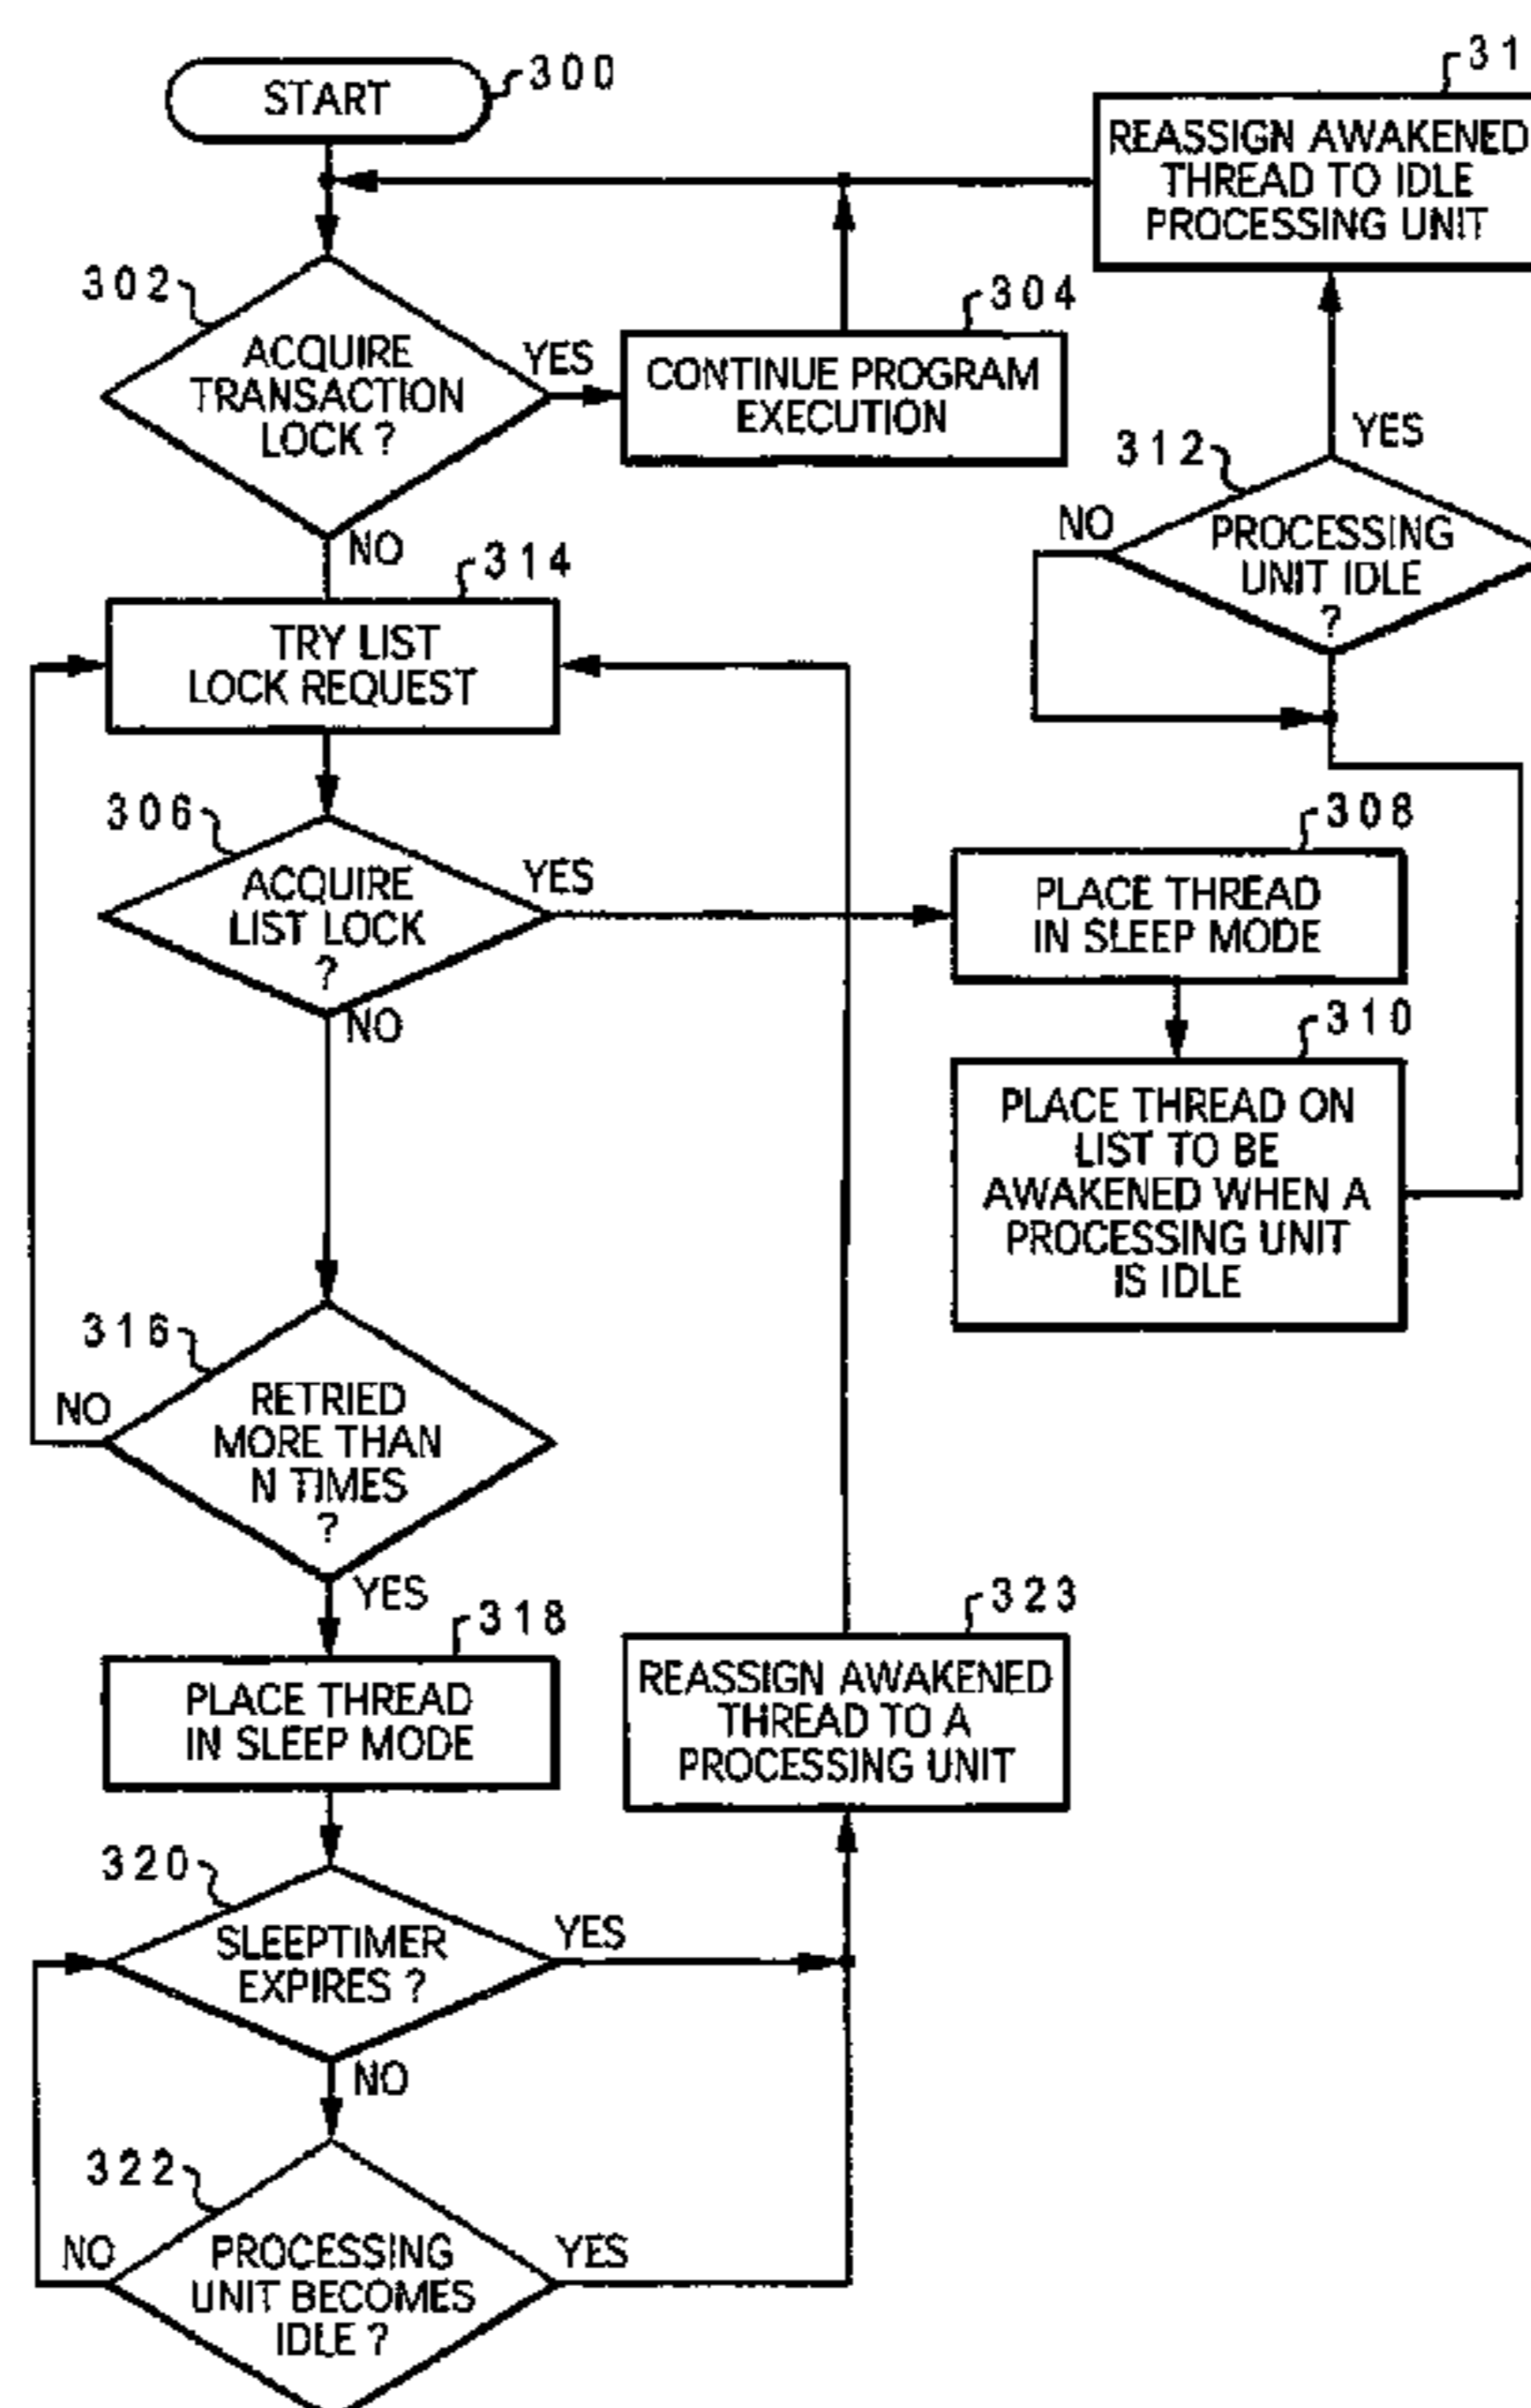 START
300
31
REASSIGN AWAKENED
THREAD TO IDLE
PROCESSING UNIT
302
ACQUIRE
TRANSACTION
LOCK ?
YES
304
CONTINUE PROGRAM
EXECUTION
NO
312
YES
NO
PROCESSING
UNIT IDLE
?
314
TRY LIST
LOCK REQUEST
306
ACQUIRE
LIST LOCK
?
YES
NO
308
PLACE THREAD
IN SLEEP MODE
310
PLACE THREAD ON
LIST TO BE
AWAKENED WHEN A
PROCESSING UNIT
IS IDLE
316
NO
RETRIED
MORE THAN
N TIMES
?
YES
318
PLACE THREAD
IN SLEEP MODE
323
REASSIGN AWAKENED
THREAD TO A
PROCESSING UNIT
320
SLEEPTIMER
EXPIRES ?
YES
NO
322
NO
PROCESSING
UNIT BECOMES
IDLE ?
YES